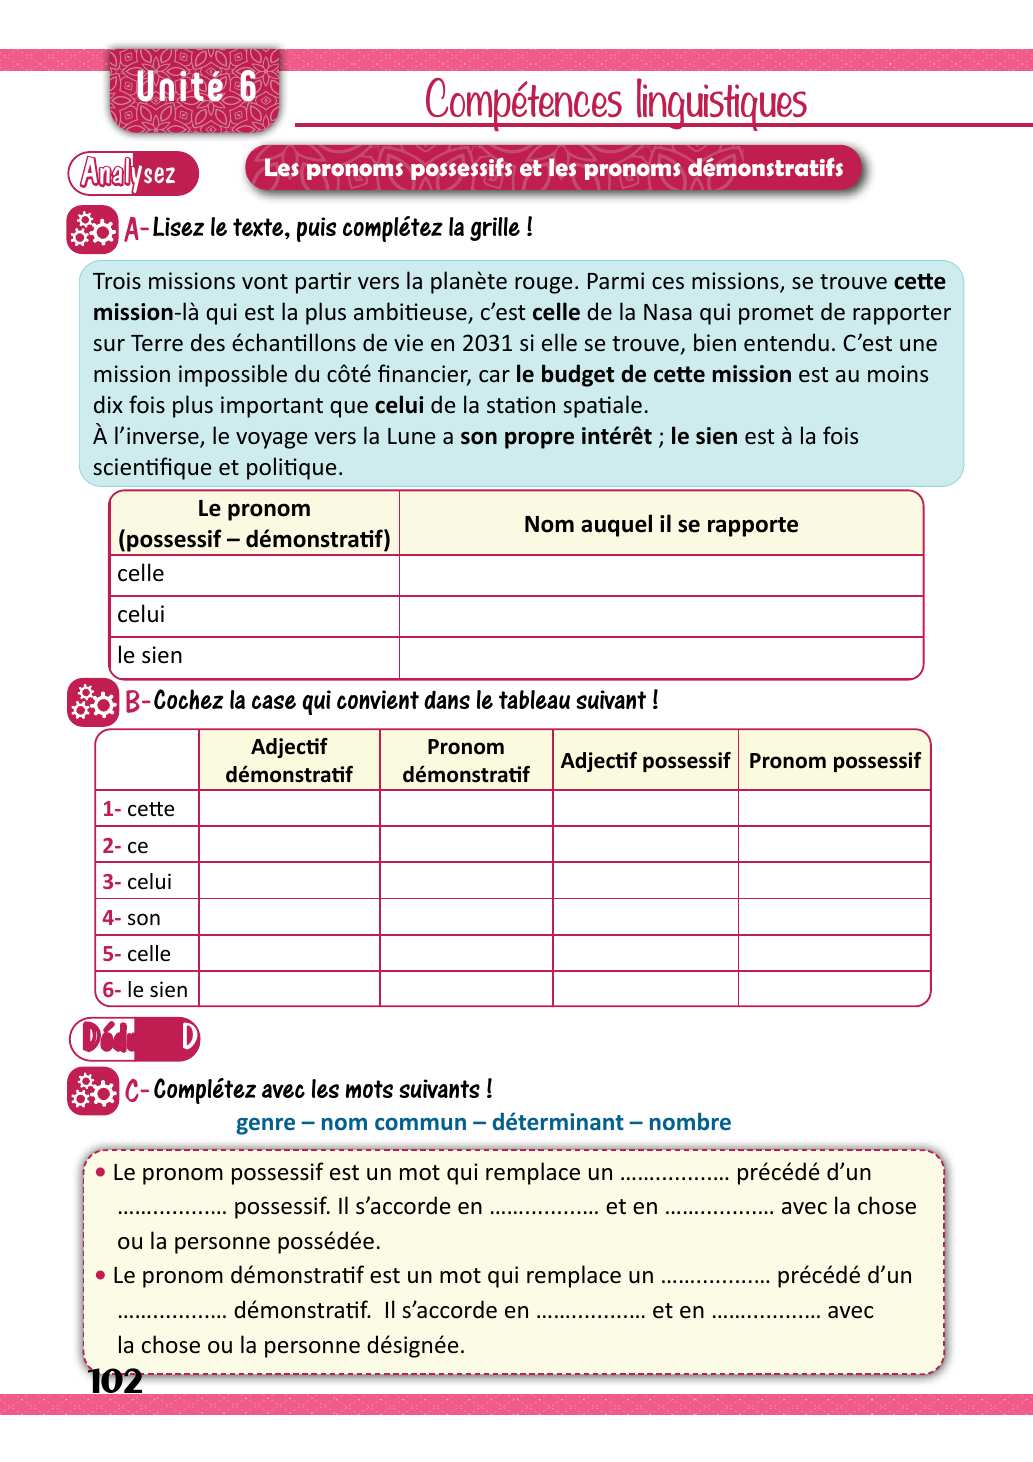 Unité 6
Compétences linguistiques
Analysez
Les pronoms possessifs et les pronoms démonstratifs
A- Lisez le texte, puis complétez la grille !
Trois missions vont partir vers la planète rouge. Parmi ces missions, se trouve cette
mission-là qui est la plus ambitieuse, c’est celle de la Nasa qui promet de rapporter
sur Terre des échantillons de vie en 2031 si elle se trouve, bien entendu. C’est une
mission impossible du côté financier, car le budget de cette mission est au moins
dix fois plus important que celui de la station spatiale.
À l’inverse, le voyage vers la Lune a son propre intérêt ; le sien est à la fois
scientifique et politique.
Le pronom
(possessif – démonstratif)
Nom auquel il se rapporte
celle
celui
le sien
B- Cochez la case qui convient dans le tableau suivant !
Adjectif
démonstratif
Pronom
démonstratif
Adjectif possessif
Pronom possessif
1- cette
2- ce
3- celui
4- son
5- celle
6- le sien
D
C- Complétez avec les mots suivants !
genre – nom commun – déterminant – nombre
• Le pronom possessif est un mot qui remplace un ................ précédé d’un
................ possessif. Il s’accorde en ................ et en ................ avec la chose
ou la personne possédée.
• Le pronom démonstratif est un mot qui remplace un ................ précédé d’un
................ démonstratif. Il s’accorde en ................ et en ................ avec
la chose ou la personne désignée.
102